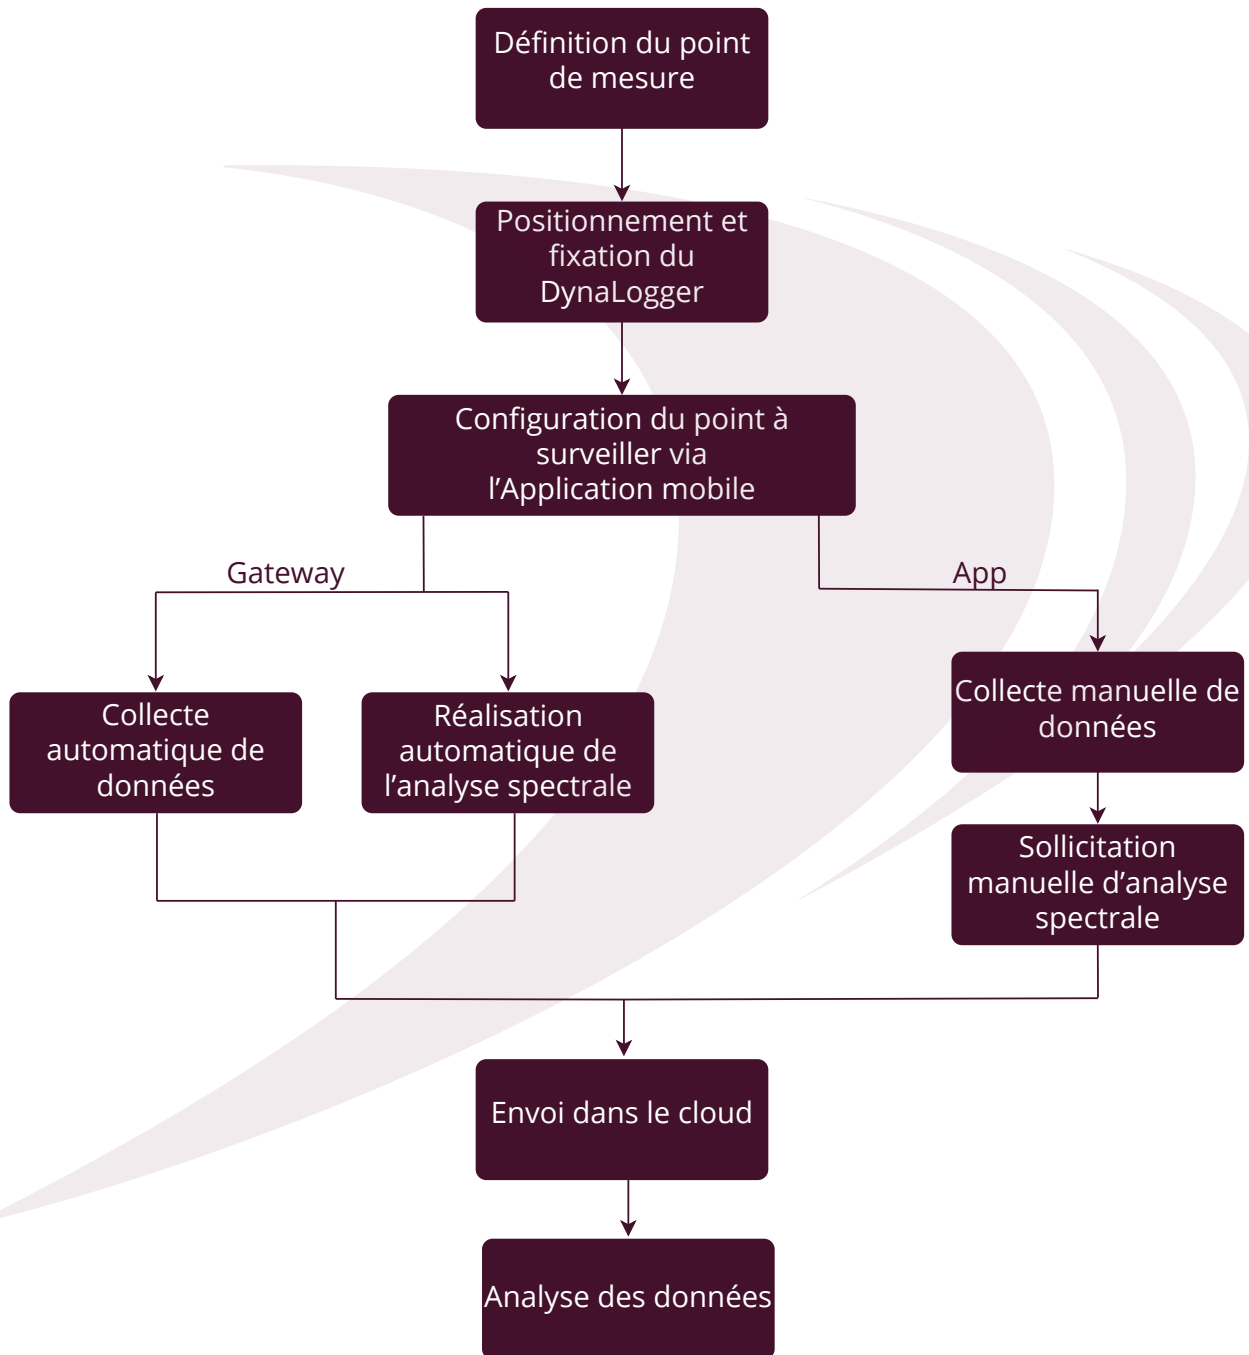 Définition du point
de mesure
Positionnement et
fixation du
DynaLogger
Configuration du point à
surveiller via
l’Application mobile
Gateway
App
Collecte
automatique de
données
Réalisation
automatique de
l’analyse spectrale
Collecte manuelle de
données
Sollicitation
manuelle d’analyse
spectrale
Envoi dans le cloud
Analyse des données